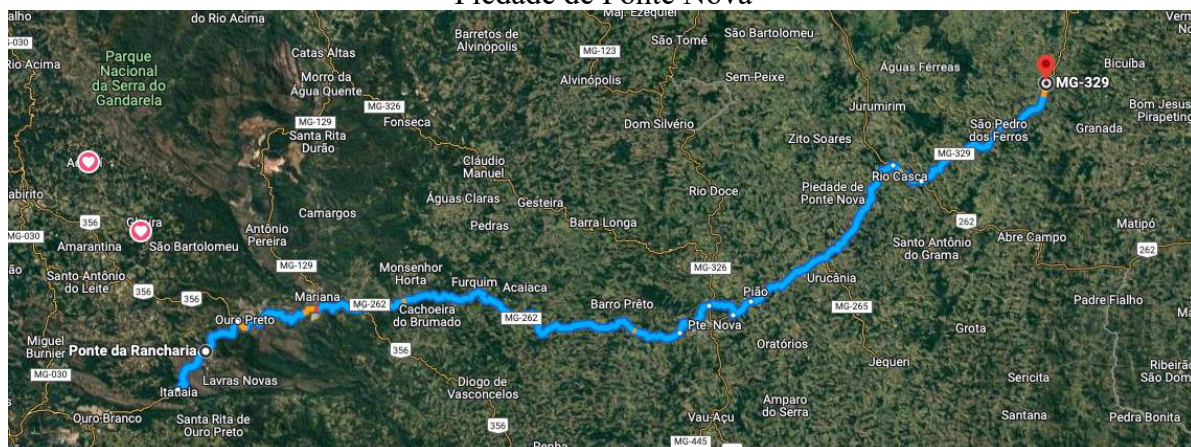 Piedade de Ponte Nova
do Rio Acima
Maj. Ezequiel
São Bartolomeu
MG-030
Rio Acima
Parque
Nacional
da Serra do
Gandarela
Catas Altas
Morro da
Água Quente
MG-326
Fonseca
MG-129
Santa Rita
Durão
Barretos de
Alvinópolis
MG-123
São Tomé
Alvinópolis
Sem-Peixe
Dom Silvério
Águas Férreas
Jurumirim
Zito Soares
MG-329
Bicuíba
Bom Jesus
Pirapeting
Granada
São Pedro
dos Ferros
MG-329
Rio Casca
Piedade de
Ponte Nova
262
Matipó
262
Abre Campo
Santo Antônio
do Grama
Cláudio
Manuel
Águas Claras
Gesteira
Pedras
Barra Longa
Rio Doce
Camargos
Antônio
Pereira
MG-129
356
Amarantina
São Bartolomeu
MG-030
Santo Antônio
do Leite
356
356
Ouro Preto
Mariana
Monsenhor
Horta
MG-262
Cachoeira
do Brumado
Furquim
Acaiaca
MG-262
Barro Prêto
MG-326
Pião
Urucânia
MG-265
Pte. Nova
Oratórios
Jequeri
Grota
Padre Fialho
Miguel
Burnier
MG-030
Ponte da Rancharia
Lavras Novas
Itatiaia
356
Diogo de
Vasconcelos
Ouro Branco
Santa Rita de
Ouro Preto
Amparo
do Serra
Vau-Açu
MG-445
Sericita
Santana
Ribeirã
São Dom
Pedra Bonita